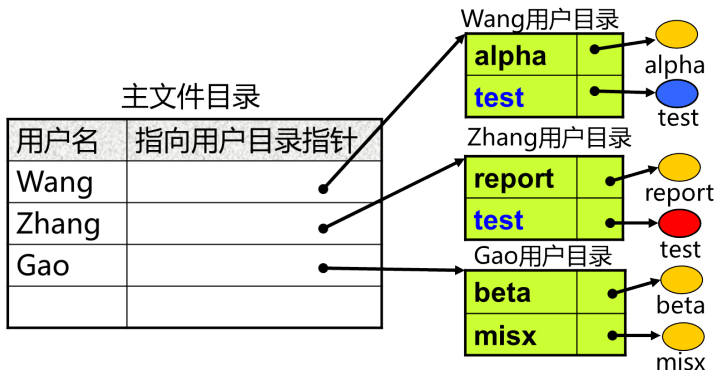 主文件目录
用户名 指向用户目录指针
Wang
Zhang
Gao
Wang用户目录
alpha
alpha
test
test
Zhang用户目录
report
report
test
test
Gao用户目录
beta
beta
misx
misx